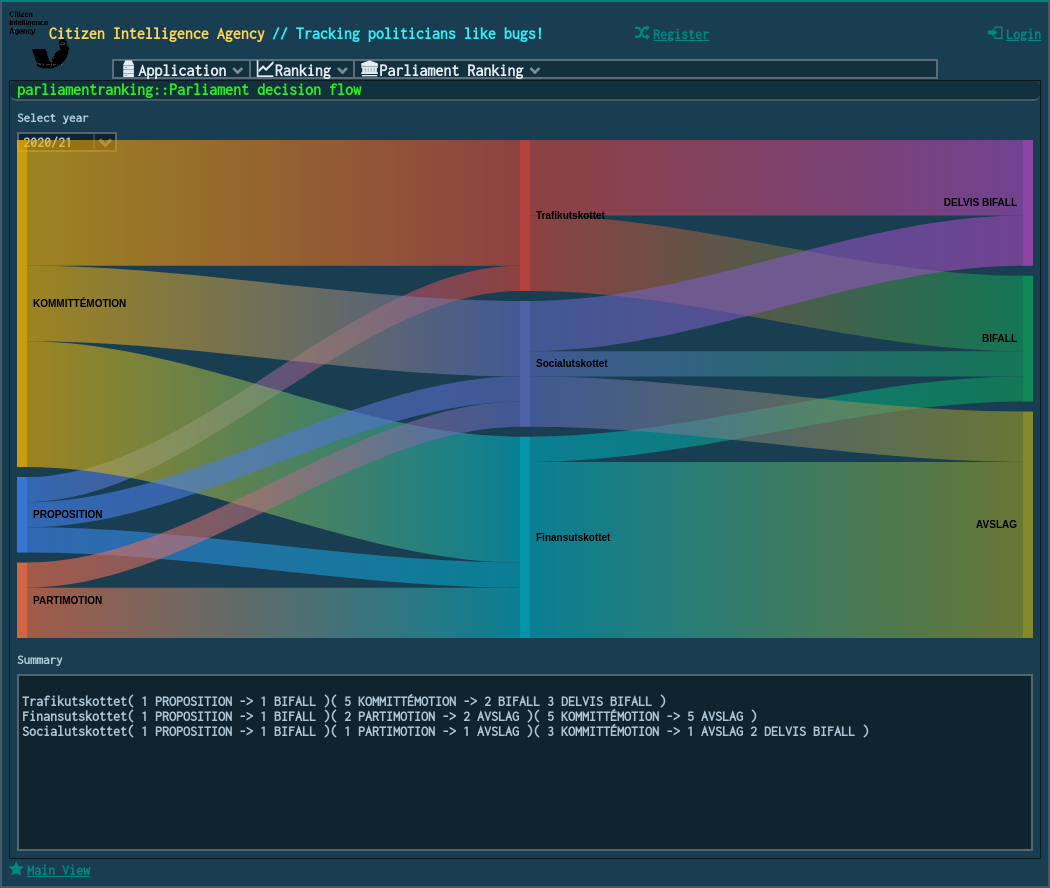 Citizen
Intelligence
Agency
Citizen Intelligence Agency // Tracking politicians like bugs!
Register
Login
Application
Ranking
Parliament Ranking
parliamentranking::Parliament decision flow
Select year
2020/21
DELVIS BIFALL
Trafikutskottet
KOMMITTÉMOTION
BIFALL
Socialutskottet
PROPOSITION
AVSLAG
Finansutskottet
PARTIMOTION
Summary
Trafikutskottet( 1 PROPOSITION -> 1 BIFALL )( 5 KOMMITTÉMOTION -> 2 BIFALL 3 DELVIS BIFALL )
Finansutskottet( 1 PROPOSITION -> 1 BIFALL )( 2 PARTIMOTION -> 2 AVSLAG )( 5 KOMMITTÉMOTION -> 5 AVSLAG )
Socialutskottet( 1 PROPOSITION -> 1 BIFALL )( 1 PARTIMOTION -> 1 AVSLAG )( 3 KOMMITTÉMOTION -> 1 AVSLAG 2 DELVIS BIFALL )
Main View